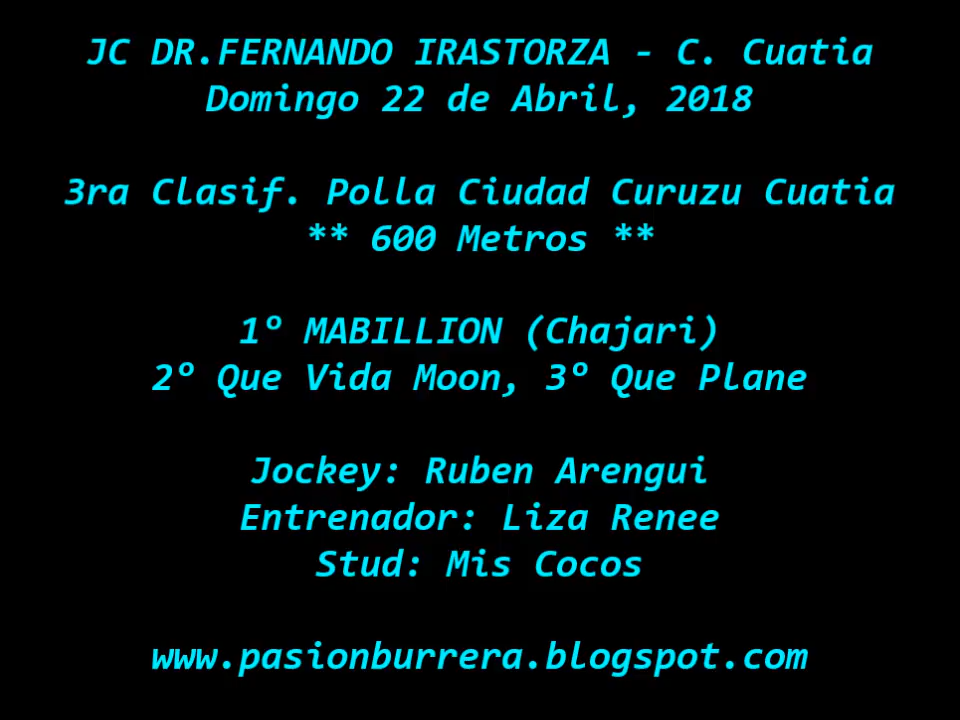 JC DR.FERNANDO IRASTORZA - C. Cuatia
Domingo 22 de Abril, 2018
3ra Clasif. Polla Ciudad Curuzu Cuatia
** 600 Metros **
1º MABILLION (Chajari)
2º Que Vida Moon, 3º Que Plane
Jockey: Ruben Arengui
Entrenador: Liza Renee
Stud: Mis Cocos
www.pasionburrera.blogspot.com